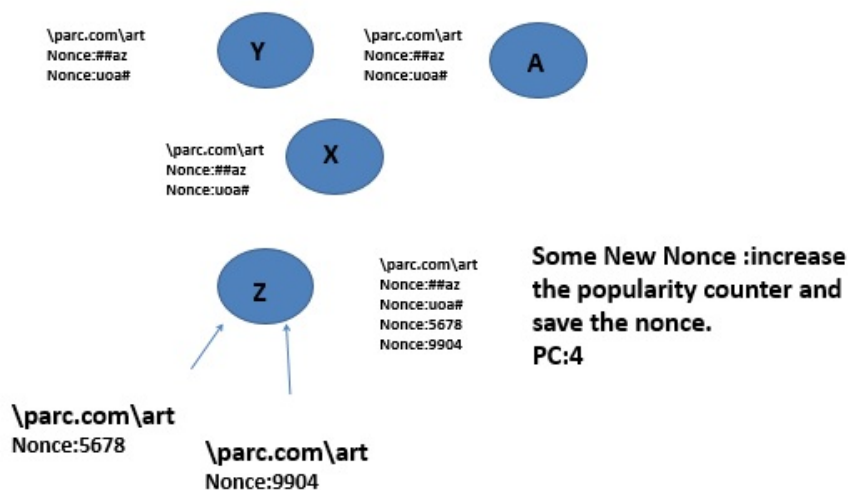 \parc.com\art
Nonce:##az
Nonce:uoa#
Y
\parc.com\art
Nonce:##az
Nonce:uoa#
A
\parc.com\art
Nonce:##az
Nonce:uoa#
X
Z
\parc.com\art
Nonce:##az
Nonce:uoa#
Nonce:5678
Nonce:9904
Some New Nonce :increase
the popularity counter and
save the nonce.
PC:4
\parc.com\art
Nonce:5678
\parc.com\art
Nonce:9904